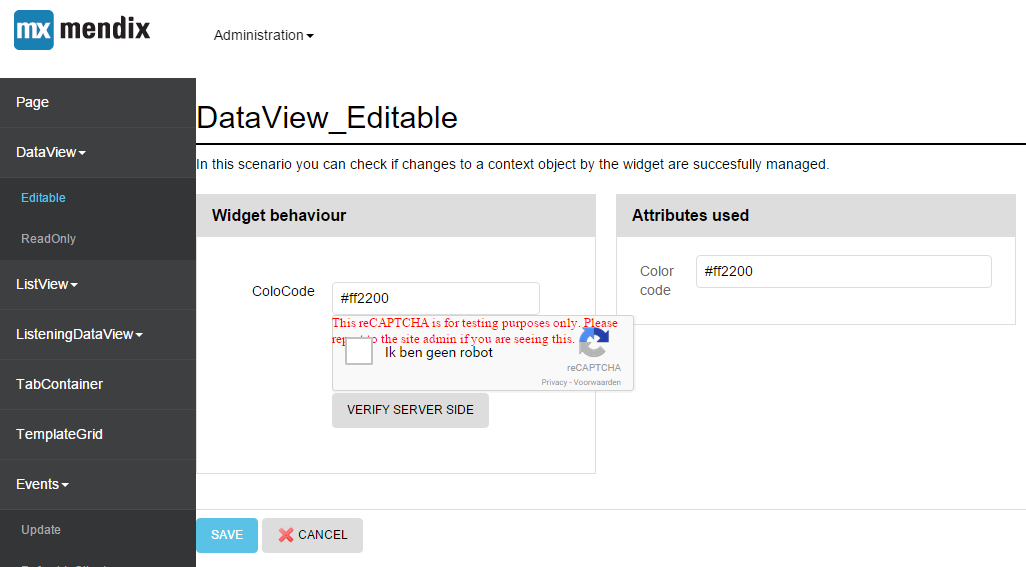 mx mendix
Administration
Page
DataView
Editable
ReadOnly
ListView
ListeningDataView
TabContainer
TemplateGrid
Events
Update
DataView_Editable
In this scenario you can check if changes to a context object by the widget are succesfully managed.
Widget behaviour
ColoCode
#ff2200
This reCAPTCHA is for testing purposes only. Please
report to the site admin if you are seeing this.
Ik ben geen robot
reCAPTCHA
Privacy - Voorwaarden
VERIFY SERVER SIDE
Attributes used
Color
code
#ff2200
SAVE
CANCEL